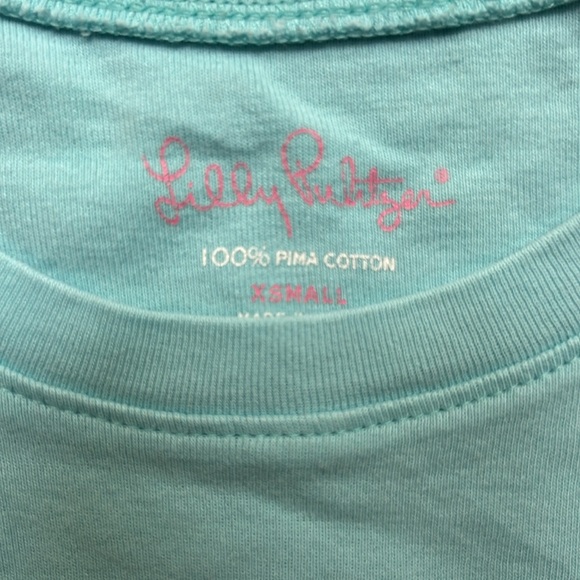 Lilly Pulitzer®
100% PIMA COTTON
XSMALL